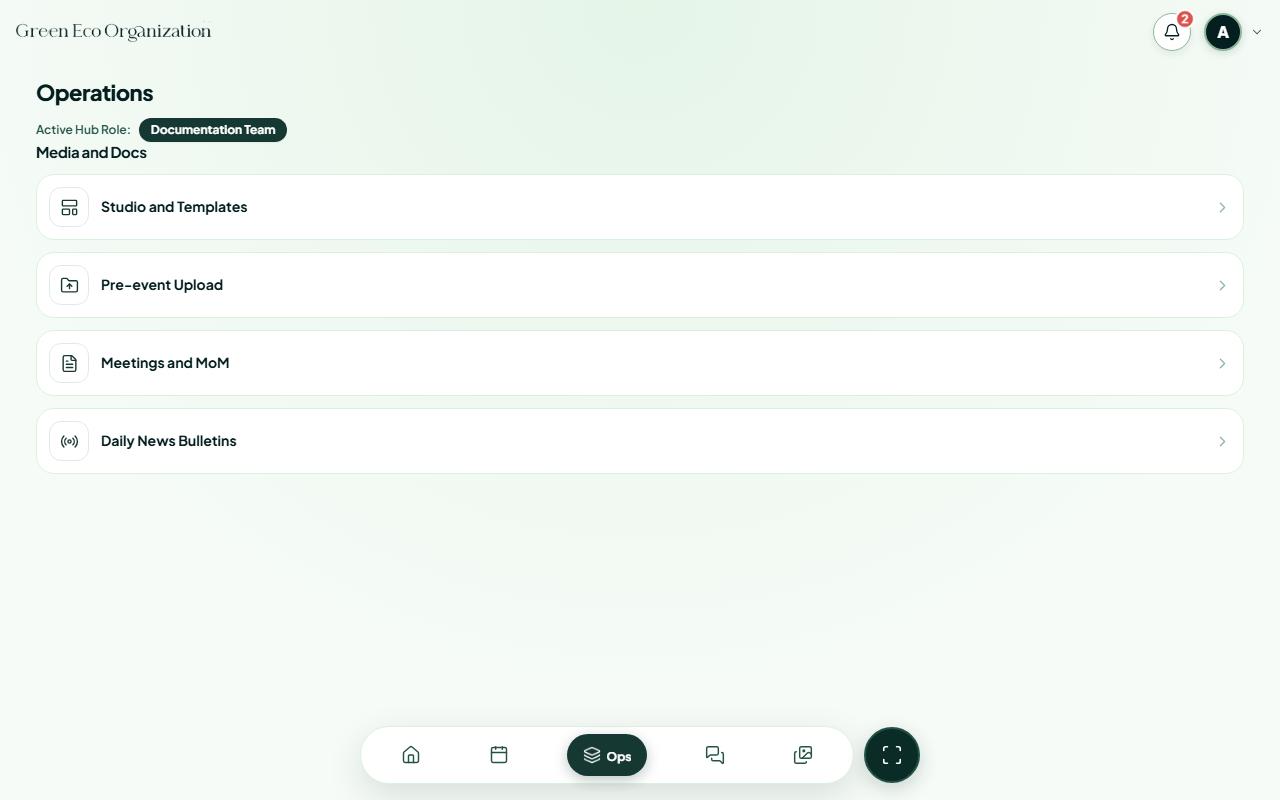 Green Eco Organization
2
A
Operations
Active Hub Role: Documentation Team
Media and Docs
Studio and Templates
Pre-event Upload
Meetings and MoM
Daily News Bulletins
Ops